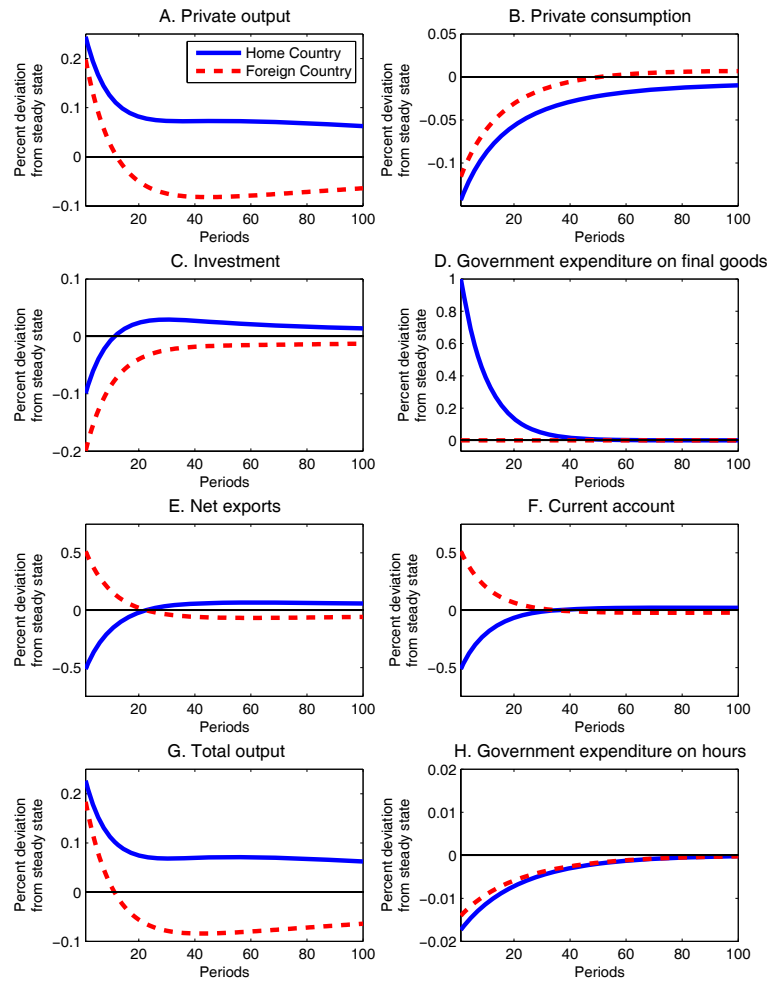 A. Private output
Percent deviation
from steady state
0.2
0.1
0
−0.1
20 40 60 80 100
Periods
Home Country
Foreign Country
B. Private consumption
Percent deviation
from steady state
0.05
0
−0.05
−0.1
20 40 60 80 100
Periods
C. Investment
Percent deviation
from steady state
0.1
0
−0.1
−0.2
20 40 60 80 100
Periods
D. Government expenditure on final goods
Percent deviation
from steady state
1
0.8
0.6
0.4
0.2
0
20 40 60 80 100
Periods
E. Net exports
Percent deviation
from steady state
0.5
0
−0.5
20 40 60 80 100
Periods
F. Current account
Percent deviation
from steady state
0.5
0
−0.5
20 40 60 80 100
Periods
G. Total output
Percent deviation
from steady state
0.2
0.1
0
−0.1
20 40 60 80 100
Periods
H. Government expenditure on hours
Percent deviation
from steady state
0.02
0.01
0
−0.01
−0.02
20 40 60 80 100
Periods